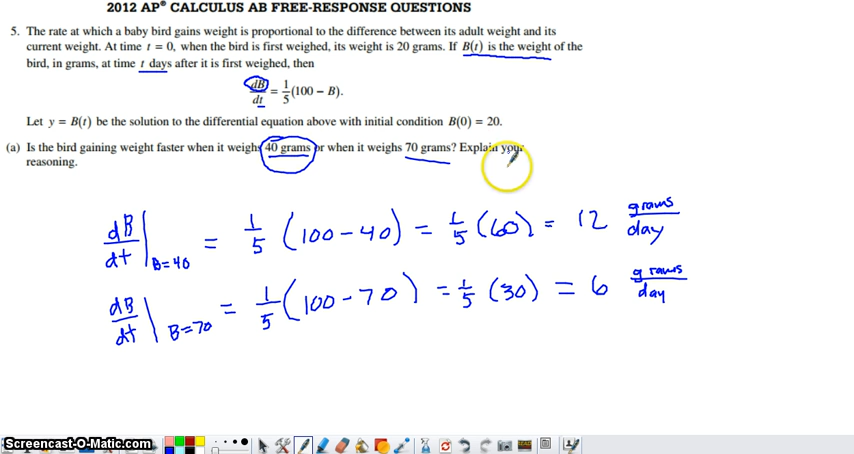 2012 AP® CALCULUS AB FREE-RESPONSE QUESTIONS
5. The rate at which a baby bird gains weight is proportional to the difference between its adult weight and its
current weight. At time t = 0, when the bird is first weighed, its weight is 20 grams. If B(t) is the weight of the
bird, in grams, at time t days after it is first weighed, then
dB/dt = 1/5 (100 − B).
Let y = B(t) be the solution to the differential equation above with initial condition B(0) = 20.
(a) Is the bird gaining weight faster when it weighs 40 grams or when it weighs 70 grams? Explain your
reasoning.
dB/dt |B=40 = 1/5 (100 − 40) = 1/5 (60) = 12 grams/day
dB/dt |B=70 = 1/5 (100 − 70) = 1/5 (30) = 6 grams/day
Screencast-O-Matic.com